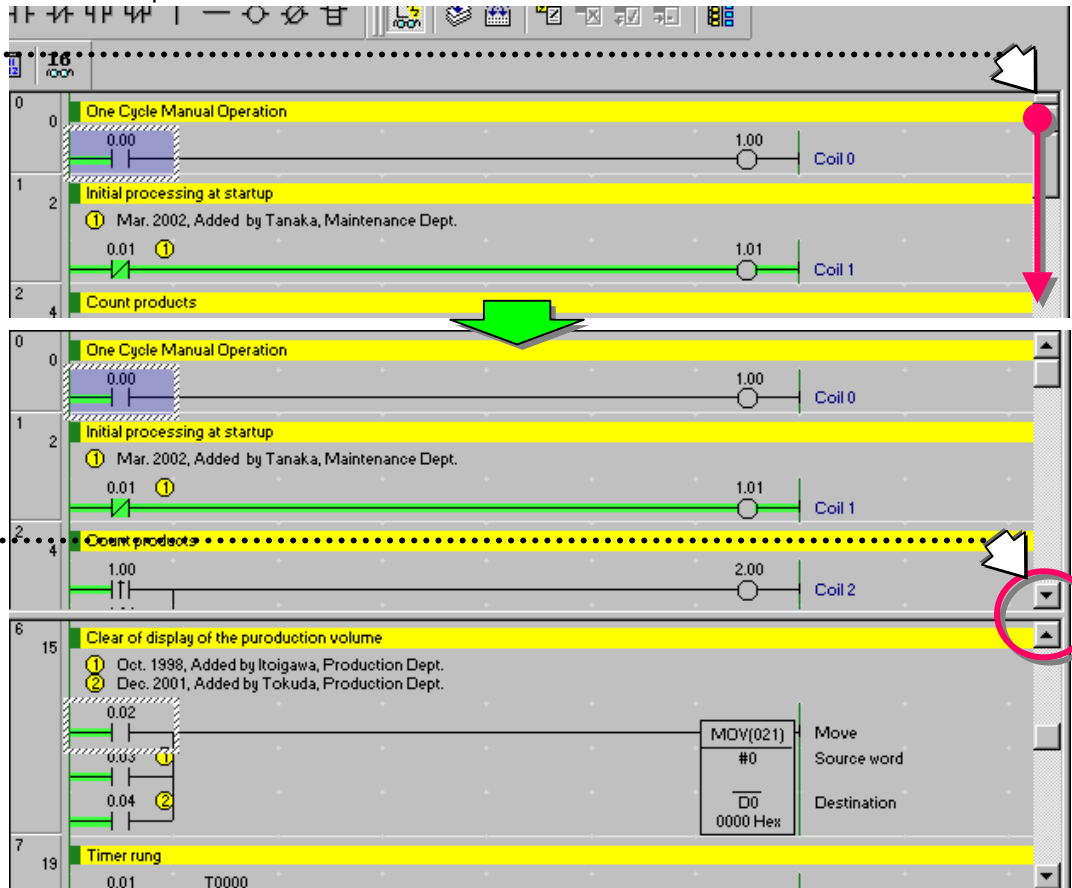 16
0
0
One Cycle Manual Operation
0.00
1.00
Coil 0
1
2
Initial processing at startup
1 Mar. 2002, Added by Tanaka, Maintenance Dept.
0.01 1
1.01
Coil 1
2
4
Count products
0
0
One Cycle Manual Operation
0.00
1.00
Coil 0
1
2
Initial processing at startup
1 Mar. 2002, Added by Tanaka, Maintenance Dept.
0.01 1
1.01
Coil 1
2
4
Count products
1.00
2.00
Coil 2
6
15
Clear of display of the puroduction volume
1 Oct. 1998, Added by Itoigawa, Production Dept.
2 Dec. 2001, Added by Tokuda, Production Dept.
0.02
MOV(021)
Move
0.03 1
#0
Source word
0.04 2
D0
Destination
0000 Hex
7
19
Timer rung
0.01
T0000